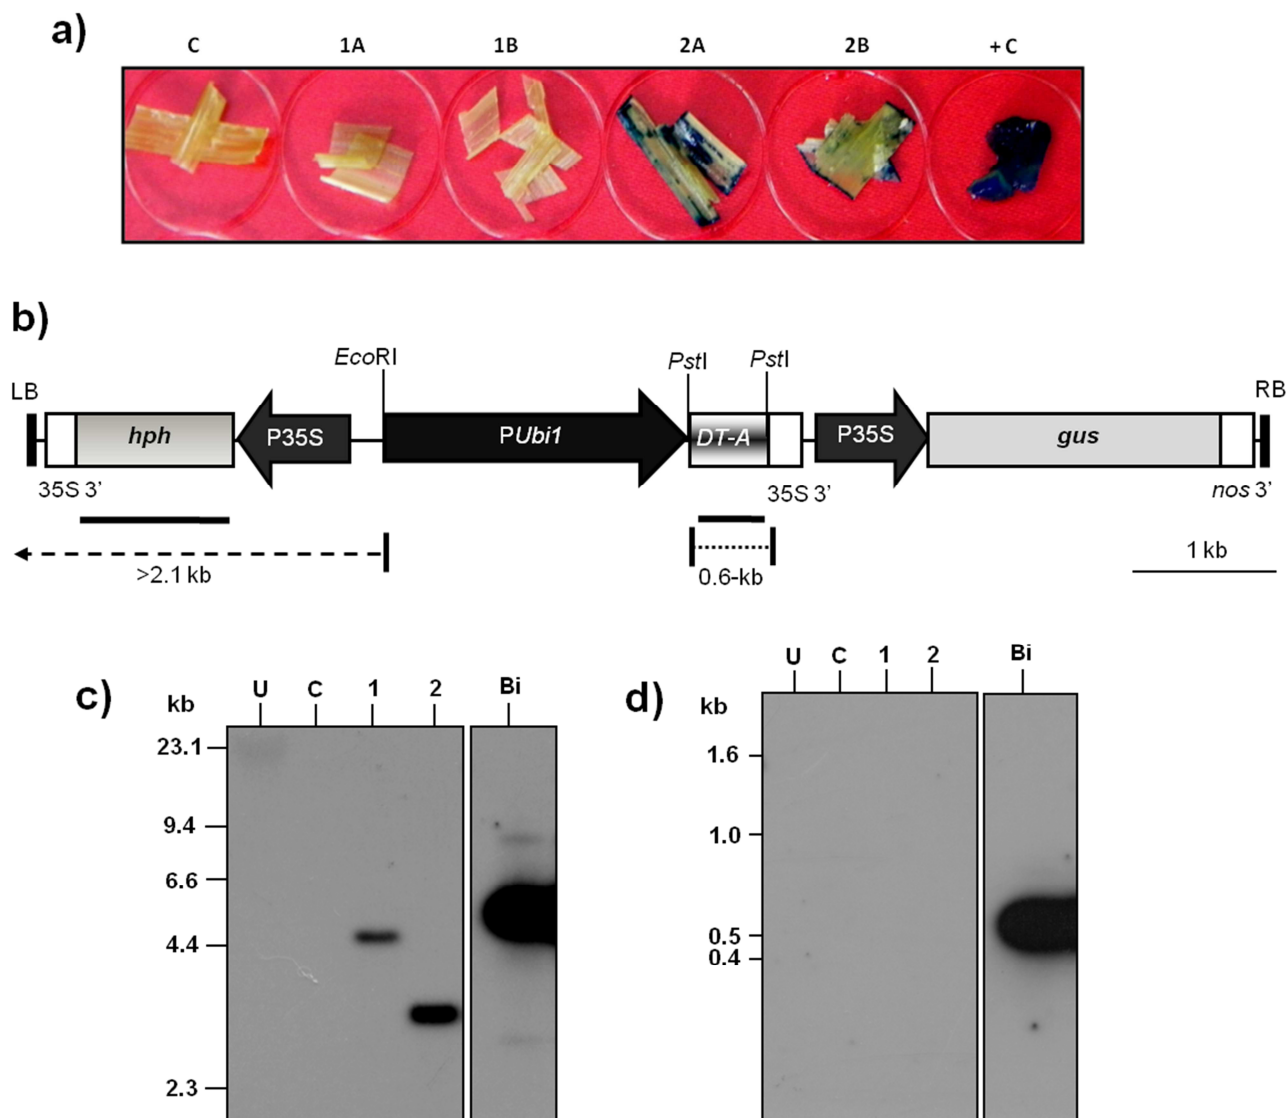 a)
C 1A 1B 2A 2B + C
b)
EcoRI PstI PstI
LB RB
hph P35S PUbi1 DT-A P35S gus
35S 3’ 35S 3’ nos 3’
>2.1 kb 0.6-kb 1 kb
c)
kb U C 1 2 Bi
23.1
9.4
6.6
4.4
2.3
d)
kb U C 1 2 Bi
1.6
1.0
0.5
0.4